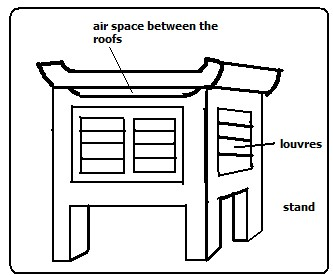 air space between the
roofs
louvres
stand